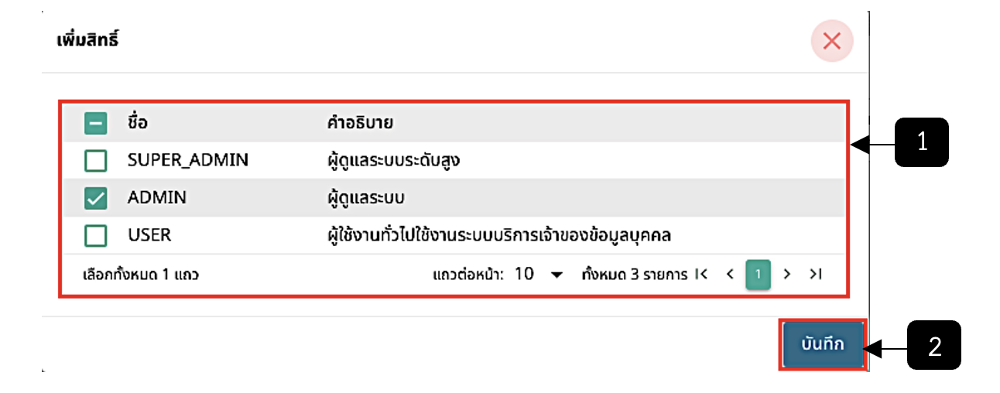 เพิ่มสิทธิ์
ชื่อ คำอธิบาย
1
SUPER_ADMIN ผู้ดูแลระบบระดับสูง
ADMIN ผู้ดูแลระบบ
USER ผู้ใช้งานทั่วไปใช้งานระบบบริการเจ้าของข้อมูลบุคคล
เลือกทั้งหมด 1 แถว แถวต่อหน้า: 10 ทั้งหมด 3 รายการ 1
บันทึก 2